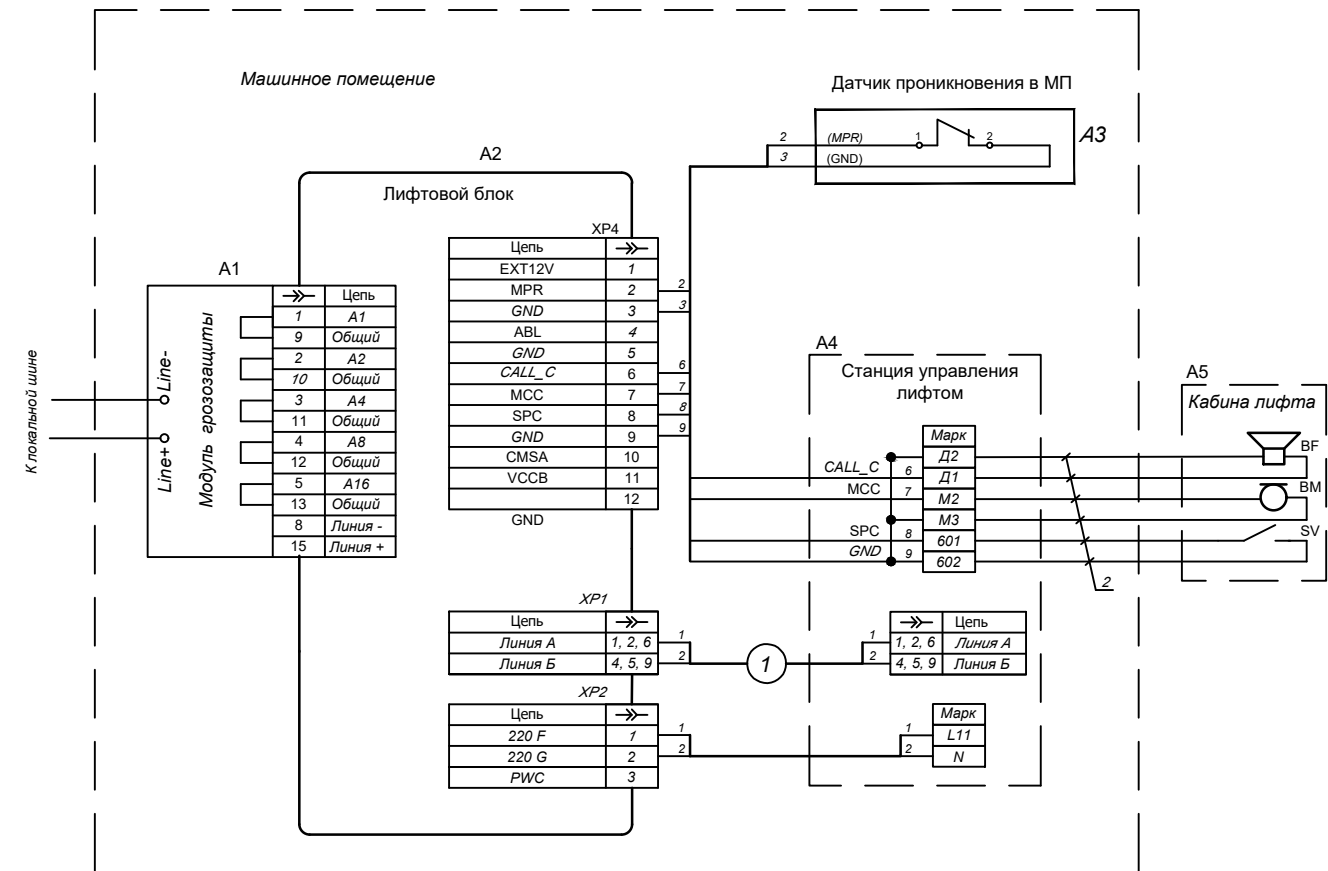 Машинное помещение
Датчик проникновения в МП
A3
2 (MPR) 1 2
3 (GND)
A2
Лифтовой блок
XP4
Цепь
EXT12V 1
MPR 2 2
GND 3 3
ABL 4
GND 5
CALL_C 6 6
MCC 7 7
SPC 8 8
GND 9 9
CMSA 10
VCCB 11
12
GND
A1
Модуль грозозащиты
К локальной шине
Line-
Line+
Цепь
1 A1
9 Общий
2 A2
10 Общий
3 A4
11 Общий
4 A8
12 Общий
5 A16
13 Общий
8 Линия -
15 Линия +
A4
Станция управления
лифтом
Марк
Д2
CALL_C 6 Д1
MCC 7 М2
М3
SPC 8 601
GND 9 602
2
A5
Кабина лифта
BF
BM
SV
XP1
Цепь
Линия А 1, 2, 6 1
Линия Б 4, 5, 9 2
1
Цепь
1 1, 2, 6 Линия А
2 4, 5, 9 Линия Б
XP2
Цепь
220 F 1 1
220 G 2 2
PWC 3
Марк
1 L11
2 N